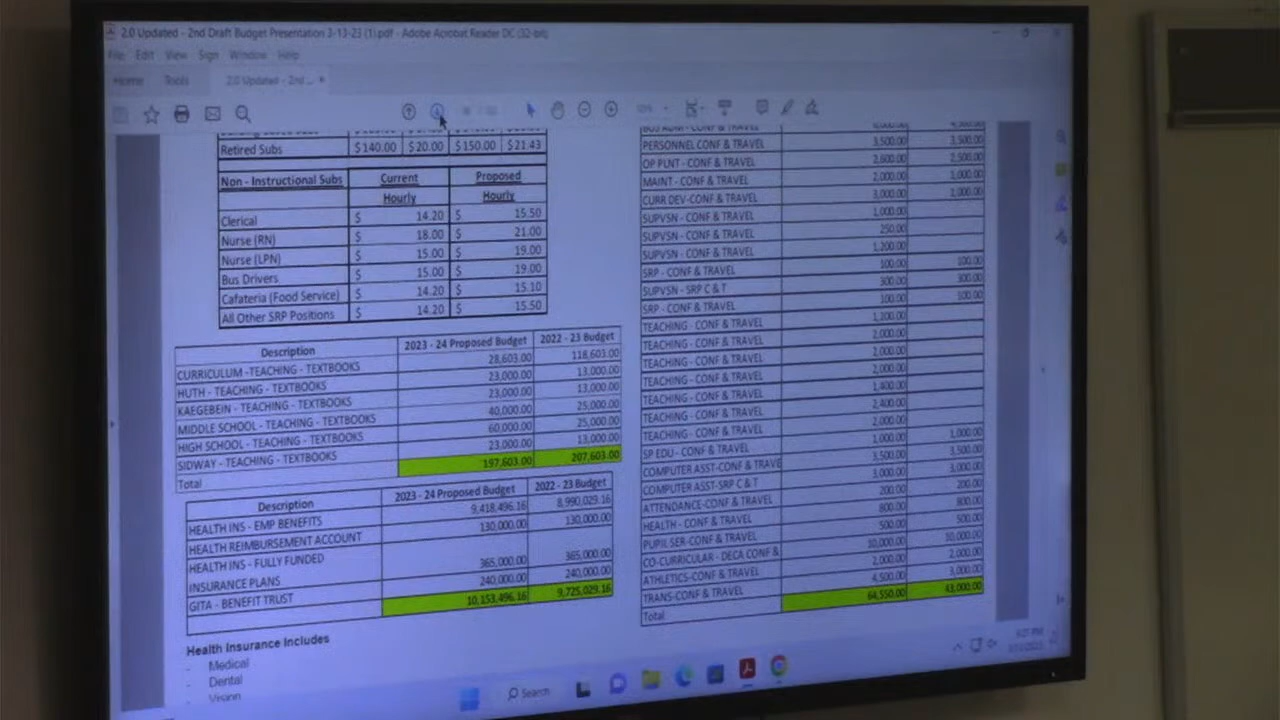 2.0 Updated - 2nd Draft Budget Presentation 3-13-23 (1).pdf - Adobe Acrobat Reader DC (32-bit)
File Edit View Sign Window Help
Home Tools 2.0 Updated - 2nd ... ×
Retired Subs $140.00 $20.00 $150.00 $21.43
Non - Instructional Subs Current Proposed
Hourly Hourly
Clerical $ 14.20 $ 15.50
Nurse (RN) $ 18.00 $ 21.00
Nurse (LPN) $ 15.00 $ 19.00
Bus Drivers $ 15.00 $ 19.00
Cafateria (Food Service) $ 14.20 $ 15.10
All Other SRP Positions $ 14.20 $ 15.50
Description 2023 - 24 Proposed Budget 2022 - 23 Budget
CURRICULUM -TEACHING - TEXTBOOKS 28,603.00 118,603.00
HUTH - TEACHING - TEXTBOOKS 23,000.00 13,000.00
KAEGEBEIN - TEACHING - TEXTBOOKS 23,000.00 13,000.00
MIDDLE SCHOOL - TEACHING - TEXTBOOKS 40,000.00 25,000.00
HIGH SCHOOL - TEACHING - TEXTBOOKS 60,000.00 25,000.00
SIDWAY - TEACHING - TEXTBOOKS 23,000.00 13,000.00
Total 197,603.00 207,603.00
Description 2023 - 24 Proposed Budget 2022 - 23 Budget
HEALTH INS - EMP BENEFITS 9,418,496.16 8,990,029.16
HEALTH REIMBURSEMENT ACCOUNT 130,000.00 130,000.00
HEALTH INS - FULLY FUNDED
INSURANCE PLANS 365,000.00 365,000.00
GITA - BENEFIT TRUST 240,000.00 240,000.00
10,153,496.16 9,725,029.16
Health Insurance Includes
- Medical
- Dental
- Vision
PERSONNEL CONF & TRAVEL 3,500.00 3,500.00
OP PLNT - CONF & TRAVEL 2,600.00 2,500.00
MAINT - CONF & TRAVEL 2,000.00 1,000.00
CURR DEV-CONF & TRAVEL 3,000.00 1,000.00
SUPVSN - CONF & TRAVEL 1,000.00
SUPVSN - CONF & TRAVEL 250.00
SUPVSN - CONF & TRAVEL 1,200.00
SRP - CONF & TRAVEL 100.00 100.00
SUPVSN - SRP C & T 300.00 300.00
SRP - CONF & TRAVEL 100.00 100.00
TEACHING - CONF & TRAVEL 1,200.00
TEACHING - CONF & TRAVEL 2,000.00
TEACHING - CONF & TRAVEL 2,000.00
TEACHING - CONF & TRAVEL 2,000.00
TEACHING - CONF & TRAVEL 1,400.00
TEACHING - CONF & TRAVEL 2,400.00
TEACHING - CONF & TRAVEL 2,000.00
SP EDU - CONF & TRAVEL 1,000.00 1,000.00
COMPUTER ASST-CONF & TRAVE 3,500.00 3,500.00
COMPUTER ASST-SRP C & T 3,000.00 3,000.00
ATTENDANCE-CONF & TRAVEL 200.00 200.00
HEALTH - CONF & TRAVEL 800.00 800.00
PUPIL SER-CONF & TRAVEL 500.00 500.00
CO-CURRICULAR - DECA CONF & 10,000.00 10,000.00
ATHLETICS-CONF & TRAVEL 2,000.00 2,000.00
TRANS-CONF & TRAVEL 4,500.00 3,000.00
Total 64,550.00 43,000.00
Search